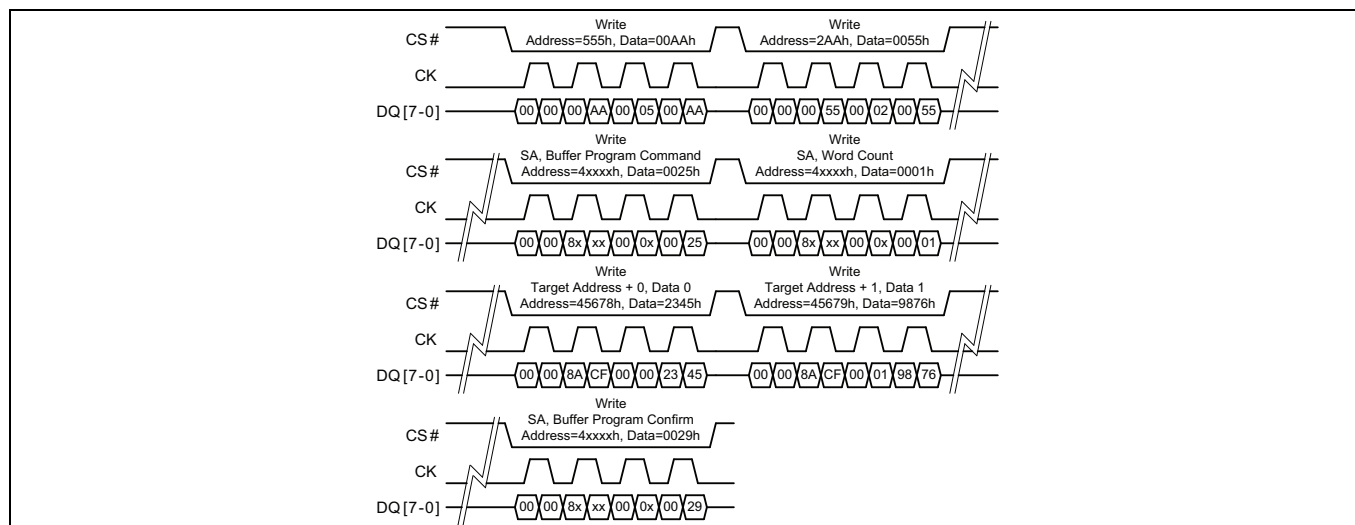 Write Write
CS# Address=555h, Data=00AAh Address=2AAh, Data=0055h
CK
DQ[7-0] 00 00 00 AA 00 05 00 AA 00 00 00 55 00 02 00 55
Write Write
SA, Buffer Program Command SA, Word Count
CS# Address=4xxxxh, Data=0025h Address=4xxxxh, Data=0001h
CK
DQ[7-0] 00 00 8x xx 00 0x 00 25 00 00 8x xx 00 0x 00 01
Write Write
Target Address + 0, Data 0 Target Address + 1, Data 1
CS# Address=45678h, Data=2345h Address=45679h, Data=9876h
CK
DQ[7-0] 00 00 8A CF 00 00 23 45 00 00 8A CF 00 01 98 76
Write
SA, Buffer Program Confirm
CS# Address=4xxxxh, Data=0029h
CK
DQ[7-0] 00 00 8x xx 00 0x 00 29